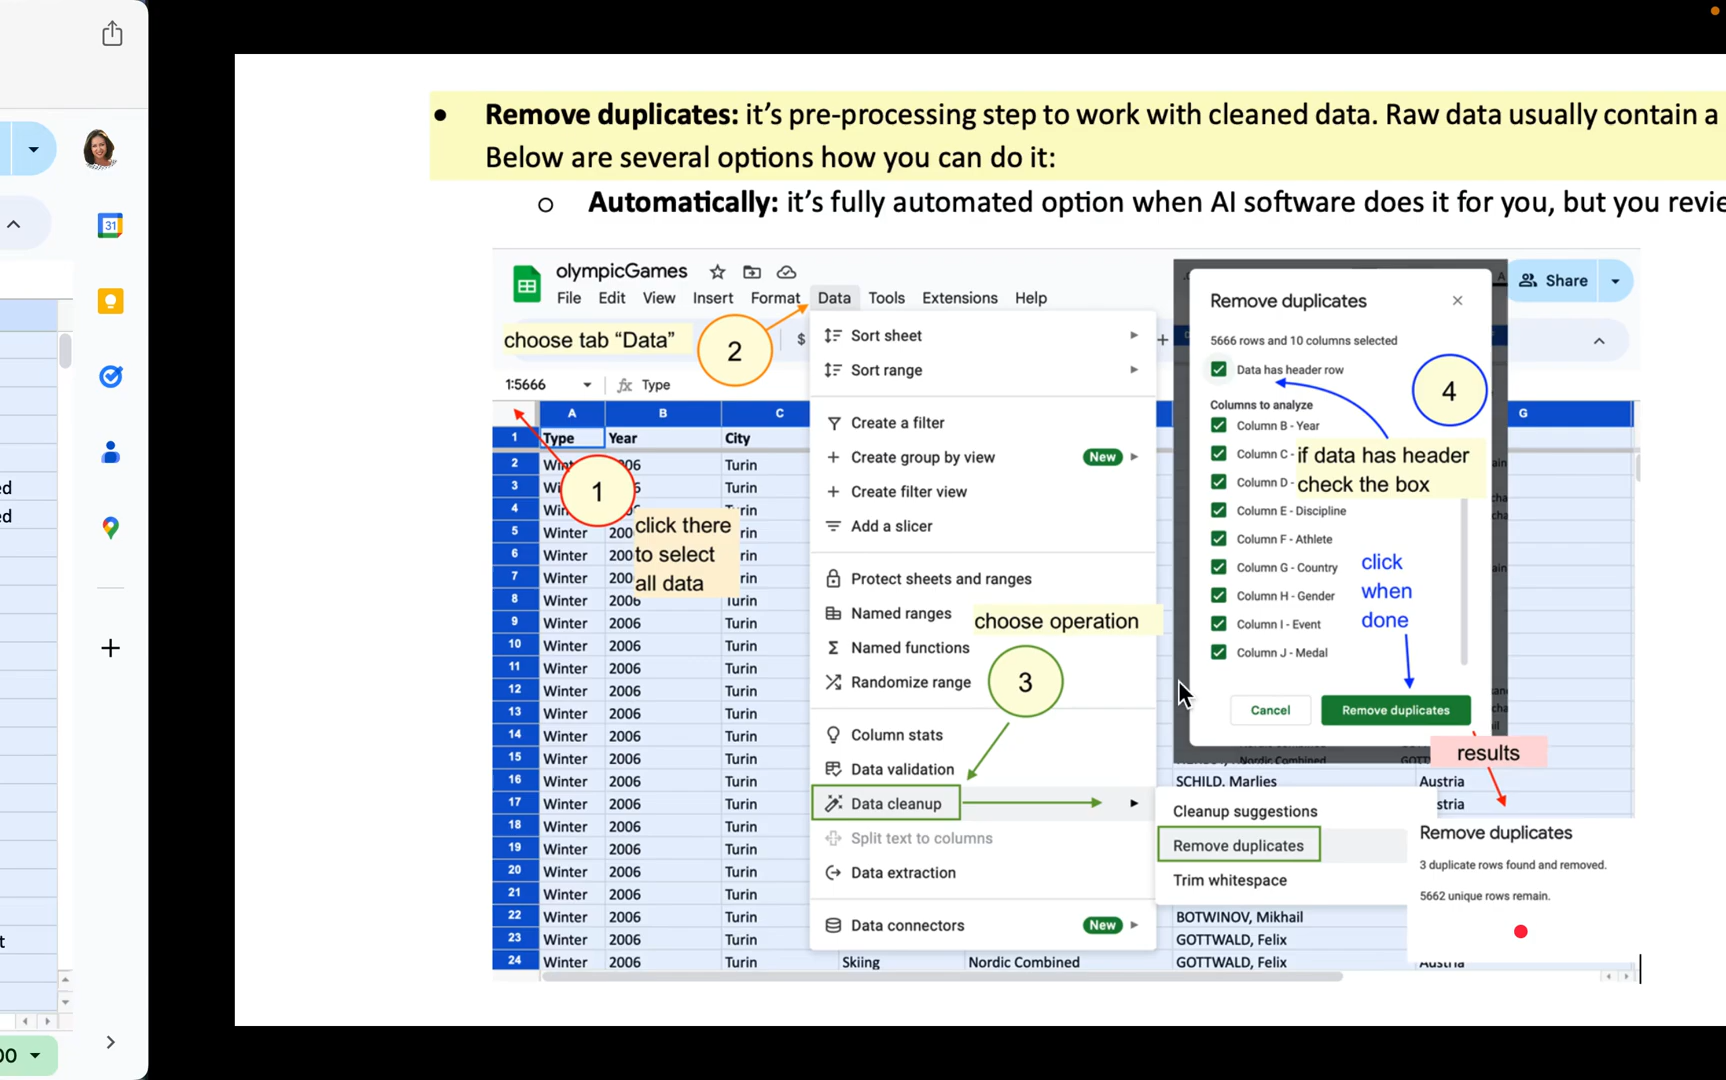 • Remove duplicates: it's pre-processing step to work with cleaned data. Raw data usually contain a
Below are several options how you can do it:
o Automatically: it's fully automated option when AI software does it for you, but you
olympicGames
File Edit View Insert Format Data Tools Extensions Help
Share
choose tab “Data”
2
$
1:5666
fx Type
A B C G
1 Type Year City
2 Turin
3 Turin
4
5 Winter
6 Winter
7 Winter
8 Winter 2006
9 Winter 2006 Turin
10 Winter 2006 Turin
11 Winter 2006 Turin
12 Winter 2006 Turin
13 Winter 2006 Turin
14 Winter 2006 Turin
15 Winter 2006 Turin
16 Winter 2006 Turin SCHILD, Marlies Austria
17 Winter 2006 Turin
18 Winter 2006 Turin
19 Winter 2006 Turin
20 Winter 2006 Turin
21 Winter 2006 Turin
22 Winter 2006 Turin BOTWINOV, Mikhail
23 Winter 2006 Turin GOTTWALD, Felix
24 Winter 2006 Turin Skiing Nordic Combined GOTTWALD, Felix Austria
1
click there
to select
all data
Sort sheet
Sort range
Create a filter
Create group by view New
Create filter view
Add a slicer
Protect sheets and ranges
Named ranges
Named functions
Randomize range
choose operation
3
Column stats
Data validation
Data cleanup
Split text to columns
Data extraction
Data connectors New
Cleanup suggestions
Remove duplicates
Trim whitespace
Remove duplicates
5666 rows and 10 columns selected
Data has header row
Columns to analyze
Column B - Year
Column C -
Column D -
Column E - Discipline
Column F - Athlete
Column G - Country
Column H - Gender
Column I - Event
Column J - Medal
4
if data has header
check the box
click
when
done
Cancel
Remove duplicates
results
Remove duplicates
3 duplicate rows found and removed.
5662 unique rows remain.
31